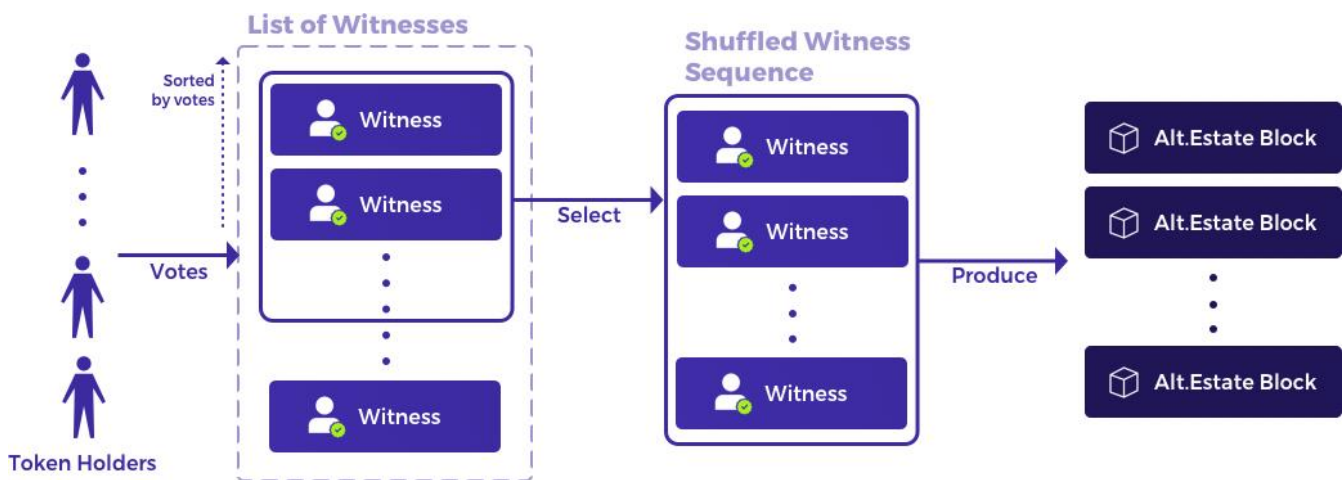 List of Witnesses
Sorted
by votes
Witness
Witness
Witness
Votes
Token Holders
Select
Shuffled Witness
Sequence
Witness
Witness
Witness
Produce
Alt.Estate Block
Alt.Estate Block
Alt.Estate Block